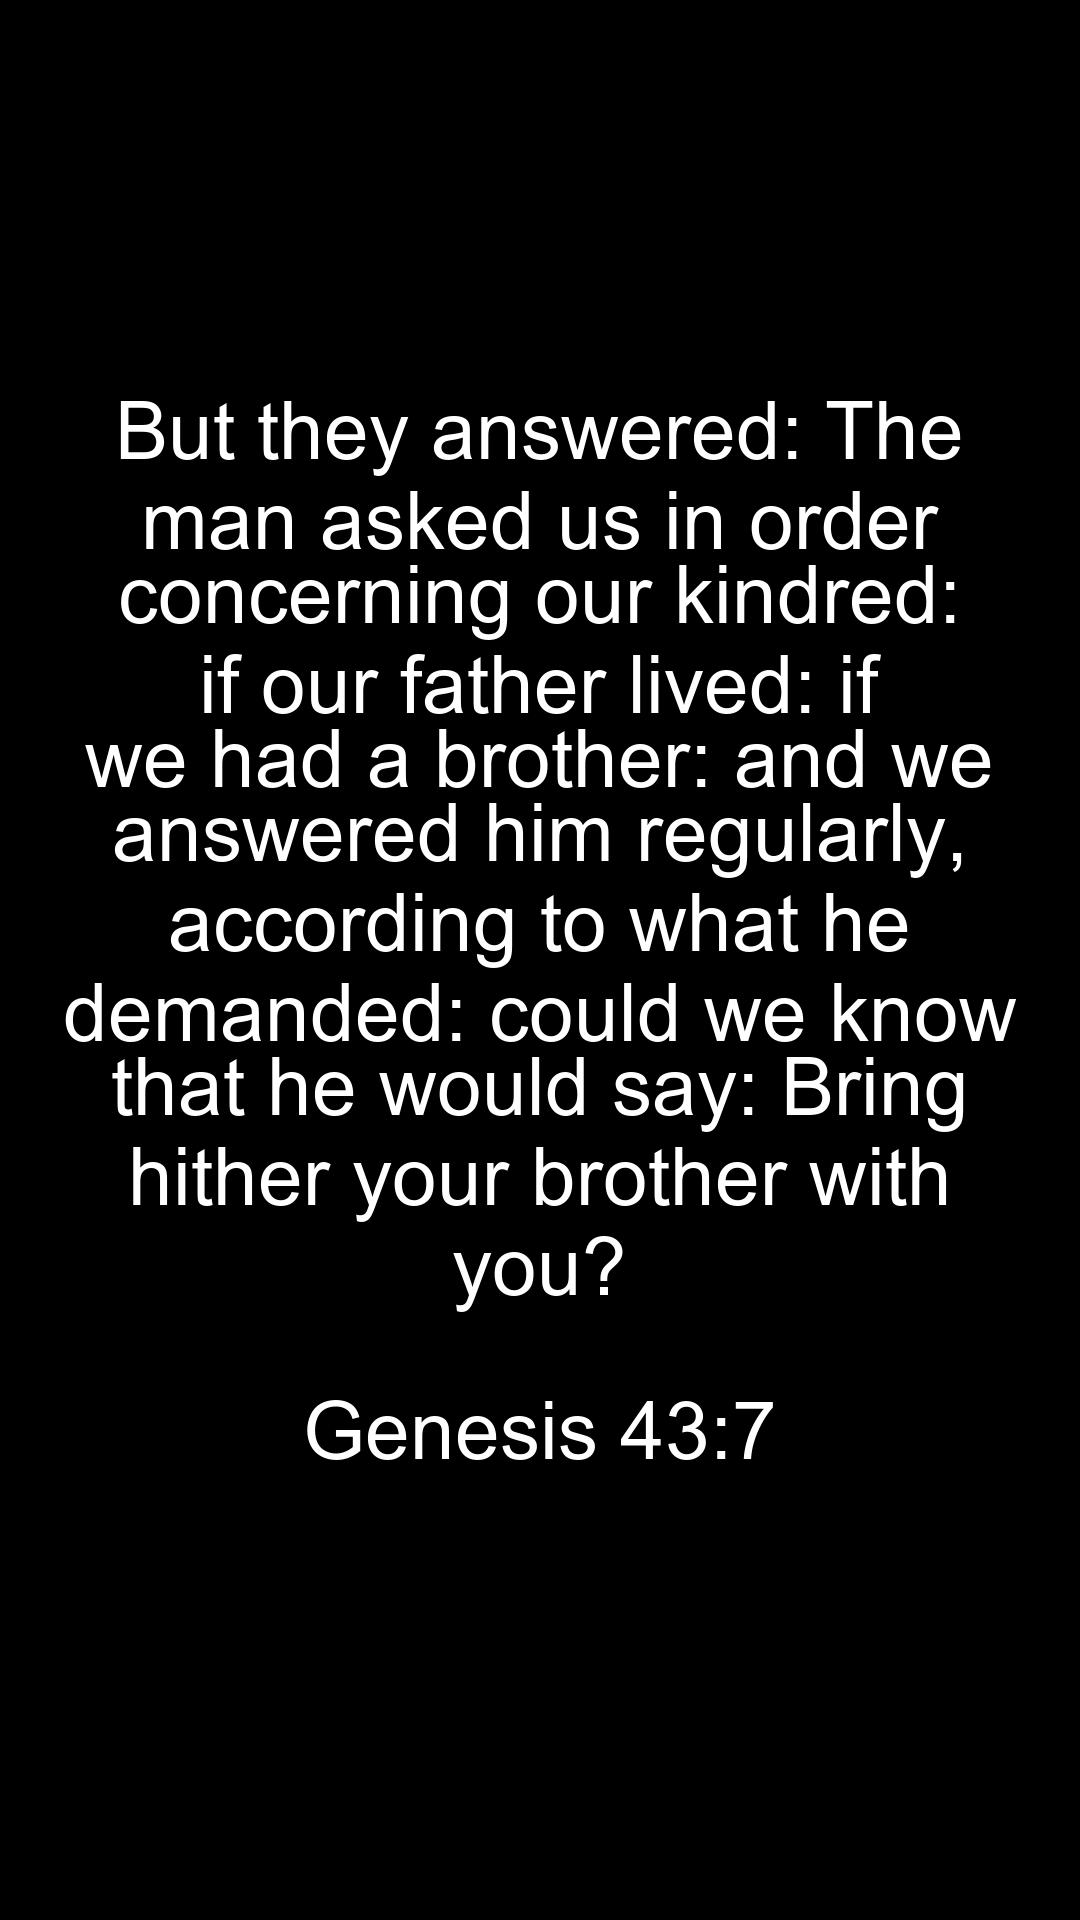 But they answered: The
man asked us in order
concerning our kindred:
if our father lived: if
we had a brother: and we
answered him regularly,
according to what he
demanded: could we know
that he would say: Bring
hither your brother with
you?
Genesis 43:7